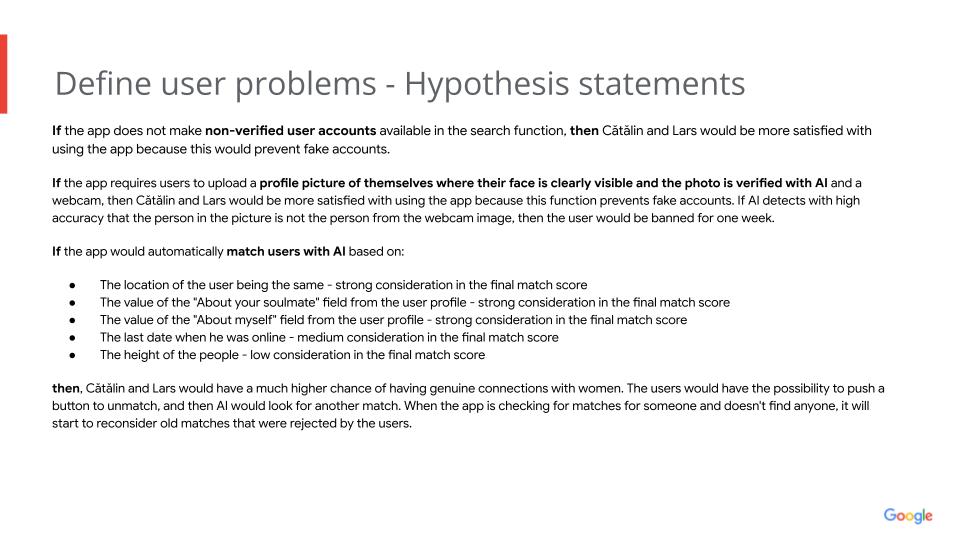 Define user problems - Hypothesis statements
If the app does not make non-verified user accounts available in the search function, then Cătălin and Lars would be more satisfied with
using the app because this would prevent fake accounts.
If the app requires users to upload a profile picture of themselves where their face is clearly visible and the photo is verified with AI and a
webcam, then Cătălin and Lars would be more satisfied with using the app because this function prevents fake accounts. If AI detects with high
accuracy that the person in the picture is not the person from the webcam image, then the user would be banned for one week.
If the app would automatically match users with AI based on:
● The location of the user being the same - strong consideration in the final match score
● The value of the "About your soulmate" field from the user profile - strong consideration in the final match score
● The value of the "About myself" field from the user profile - strong consideration in the final match score
● The last date when he was online - medium consideration in the final match score
● The height of the people - low consideration in the final match score
then, Cătălin and Lars would have a much higher chance of having genuine connections with women. The users would have the possibility to push a
button to unmatch, and then AI would look for another match. When the app is checking for matches for someone and doesn't find anyone, it will
start to reconsider old matches that were rejected by the users.
Google